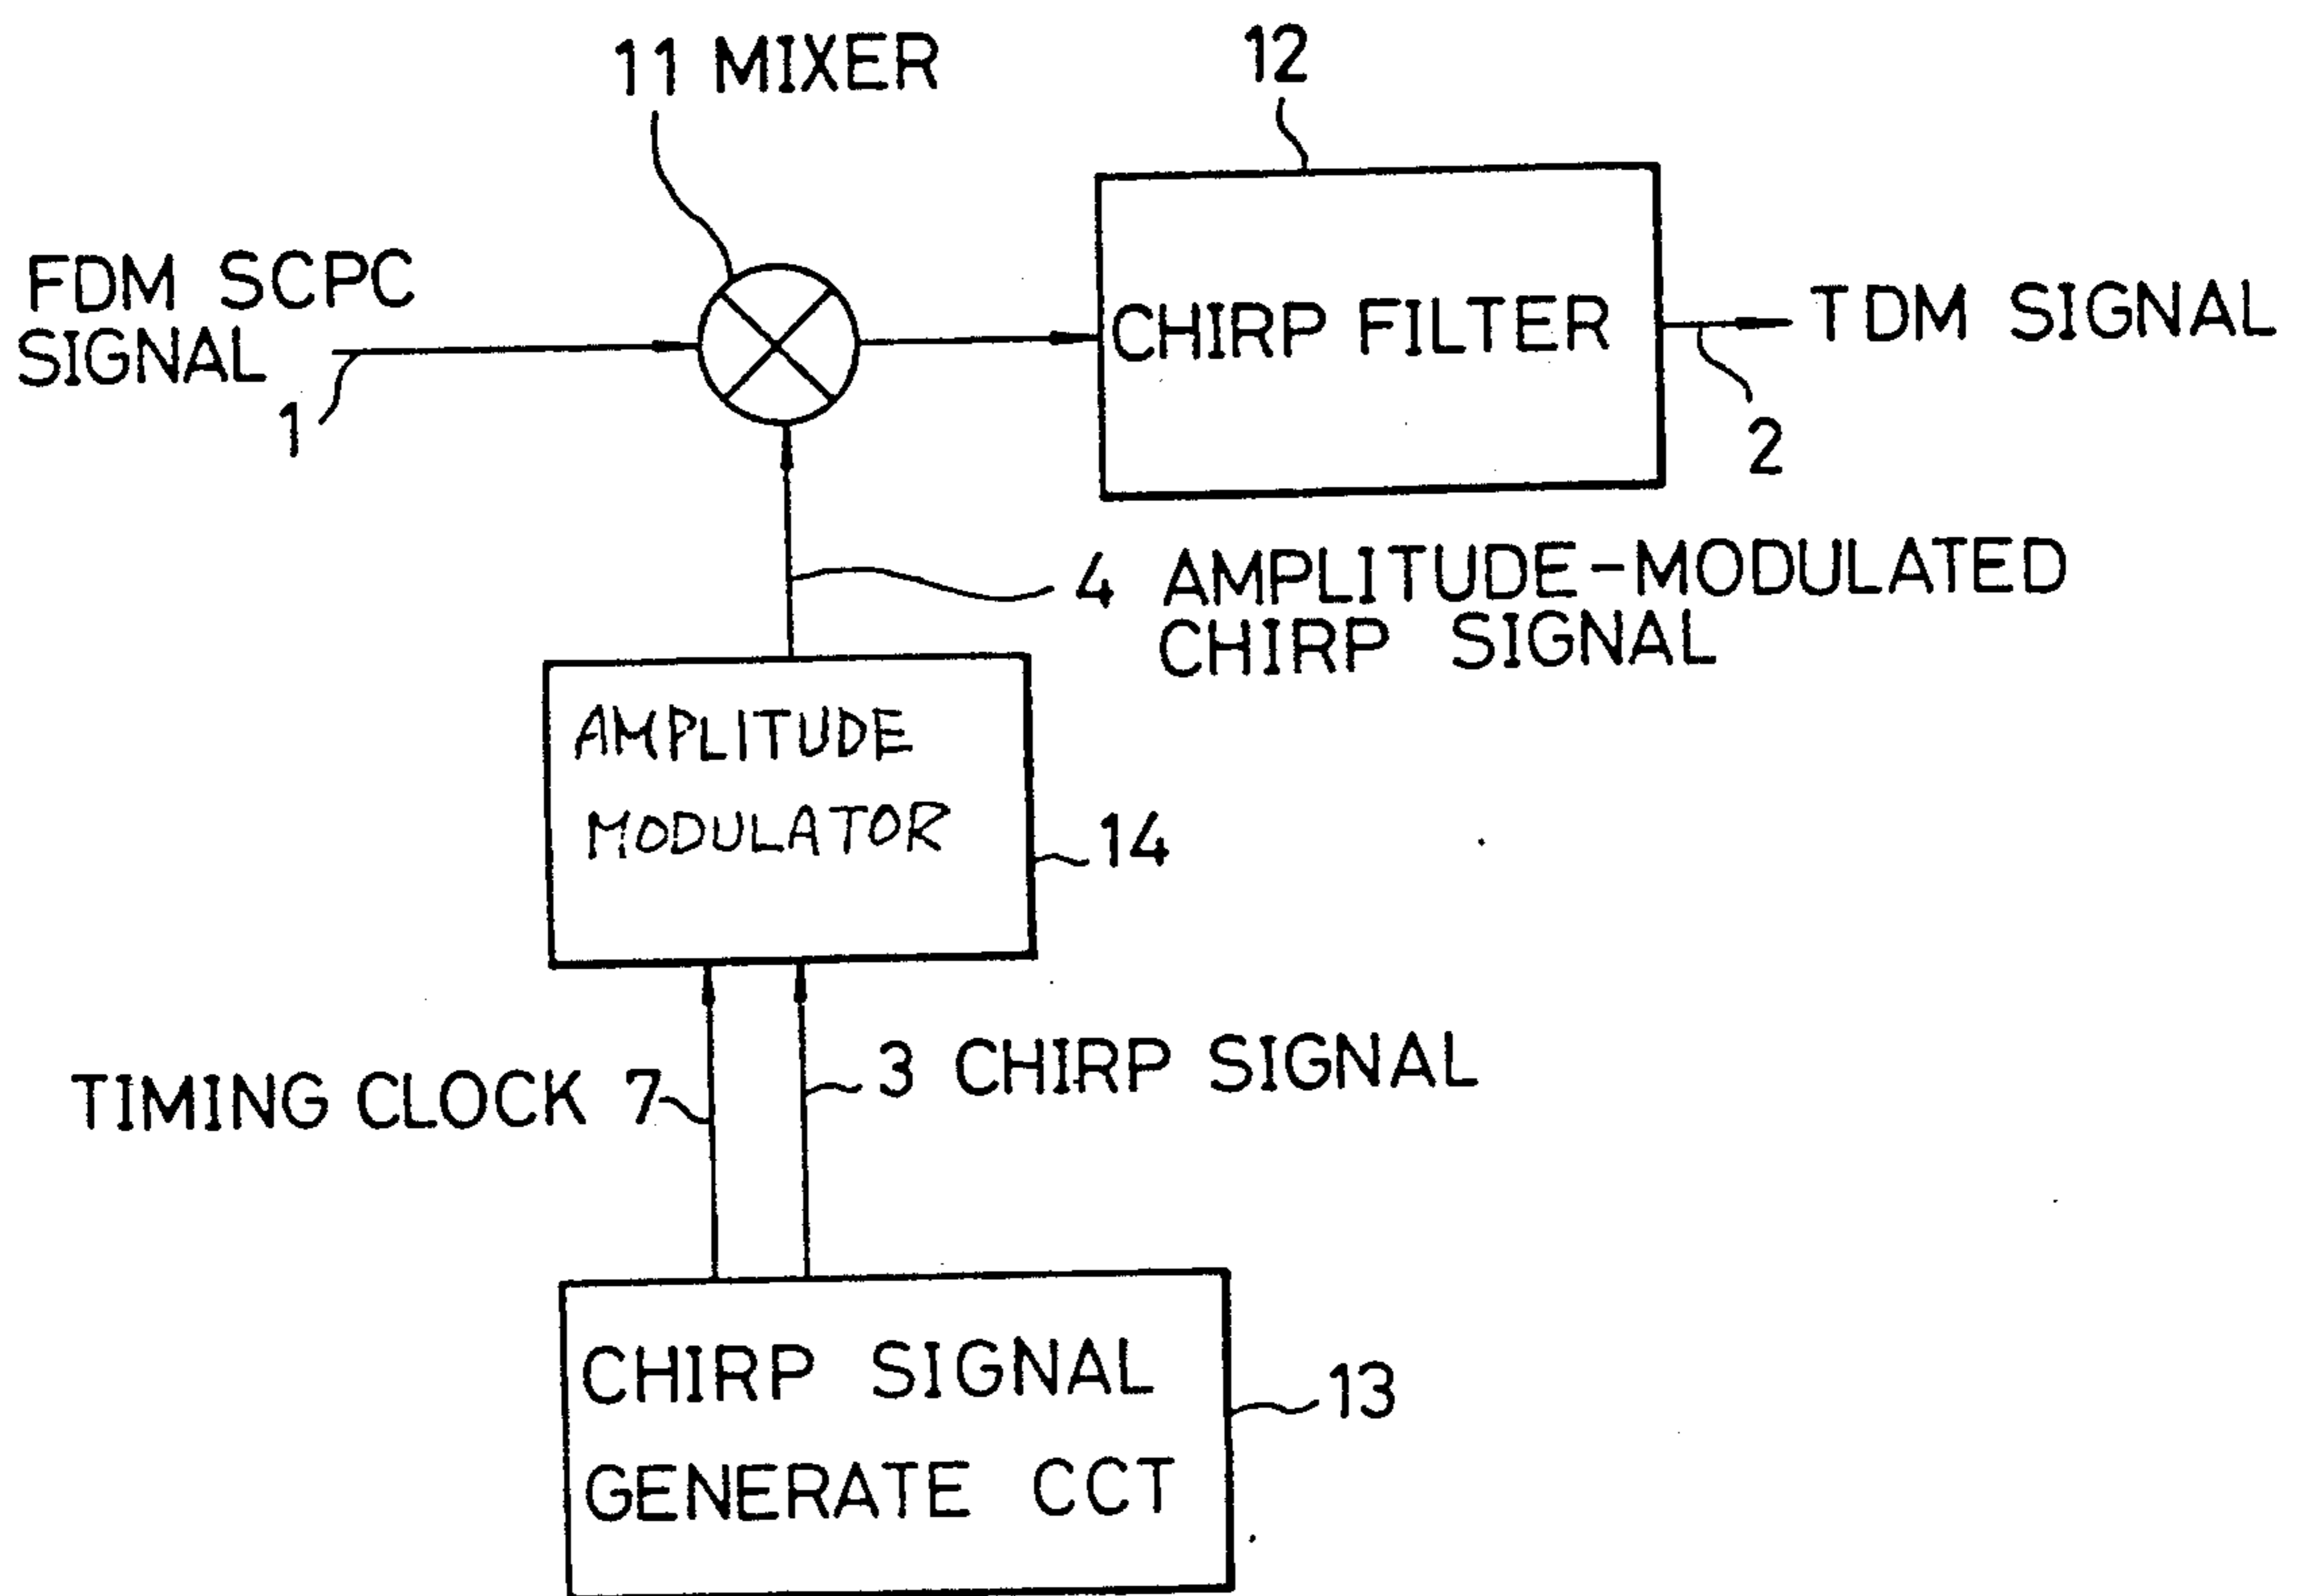 11 MIXER
12
FDM SCPC
SIGNAL
1
CHIRP FILTER
TDM SIGNAL
2
4 AMPLITUDE-MODULATED
CHIRP SIGNAL
AMPLITUDE
MODULATOR
14
3 CHIRP SIGNAL
TIMING CLOCK 7
CHIRP SIGNAL
GENERATE CCT
13